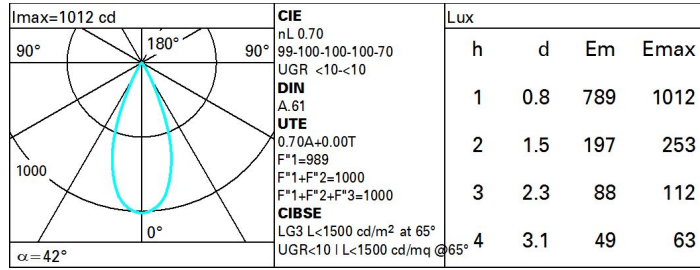 Imax=1012 cd
90°
180°
90°
1000
0°
α=42°
CIE
nL 0.70
99-100-100-100-70
UGR <10-<10
DIN
A.61
UTE
0.70A+0.00T
F"1=989
F"1+F"2=1000
F"1+F"2+F"3=1000
CIBSE
LG3 L<1500 cd/m² at 65°
UGR<10 | L<1500 cd/mq @65°
Lux
h d Em Emax
1 0.8 789 1012
2 1.5 197 253
3 2.3 88 112
4 3.1 49 63